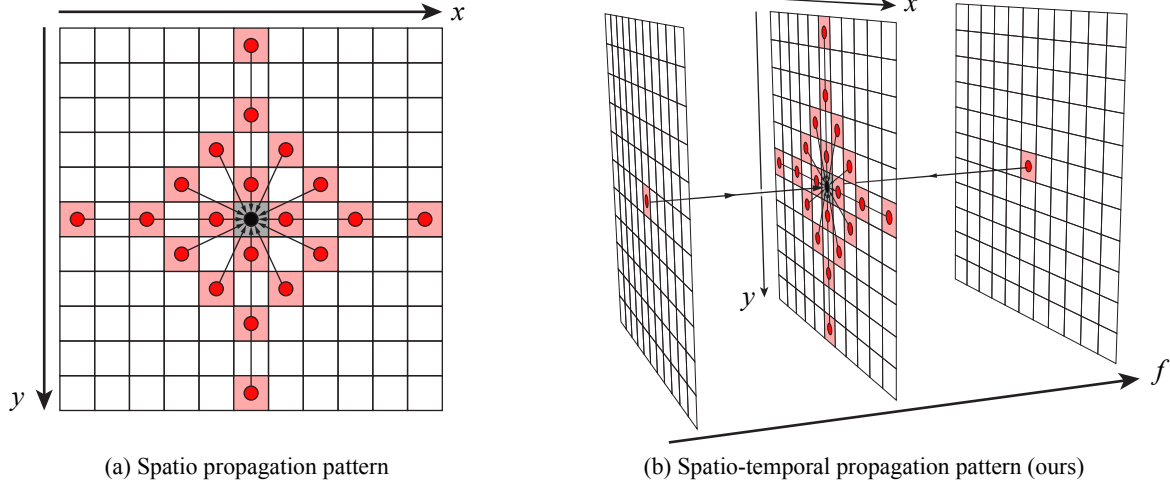 x
y
(a) Spatio propagation pattern
x
y
f
(b) Spatio-temporal propagation pattern (ours)